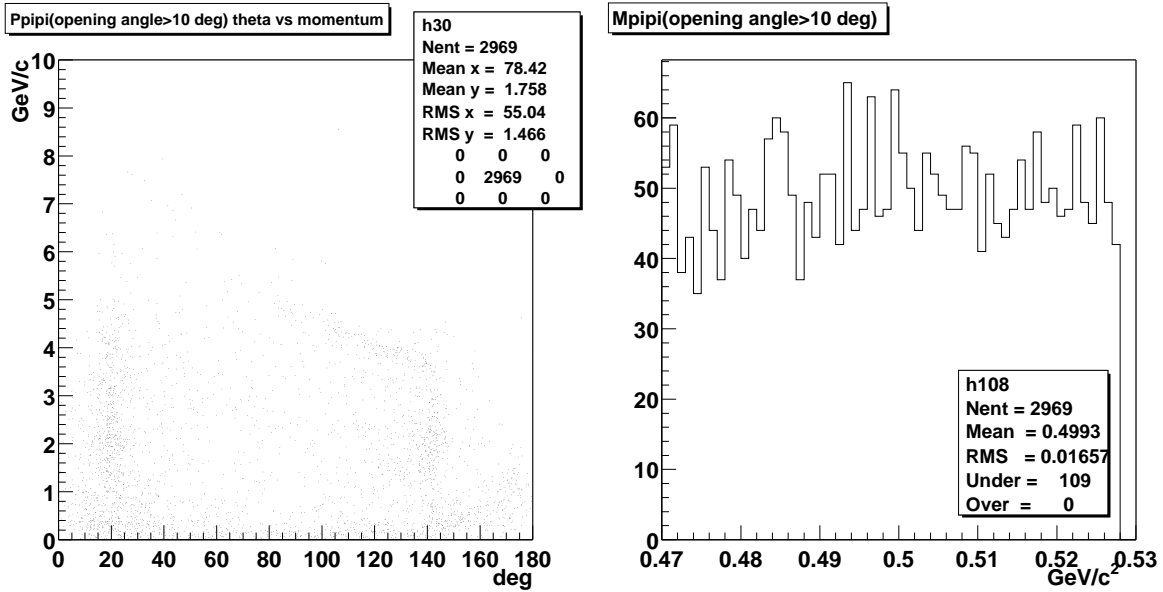 Ppipi(opening angle>10 deg) theta vs momentum
h30
Nent = 2969
Mean x = 78.42
Mean y = 1.758
RMS x = 55.04
RMS y = 1.466
0 0 0
0 2969 0
0 0 0
GeV/c
10
9
8
7
6
5
4
3
2
1
0
0 20 40 60 80 100 120 140 160 180
deg
Mpipi(opening angle>10 deg)
60
50
40
30
20
10
0
h108
Nent = 2969
Mean = 0.4993
RMS = 0.01657
Under = 109
Over = 0
0.47 0.48 0.49 0.5 0.51 0.52 0.53
GeV/c2